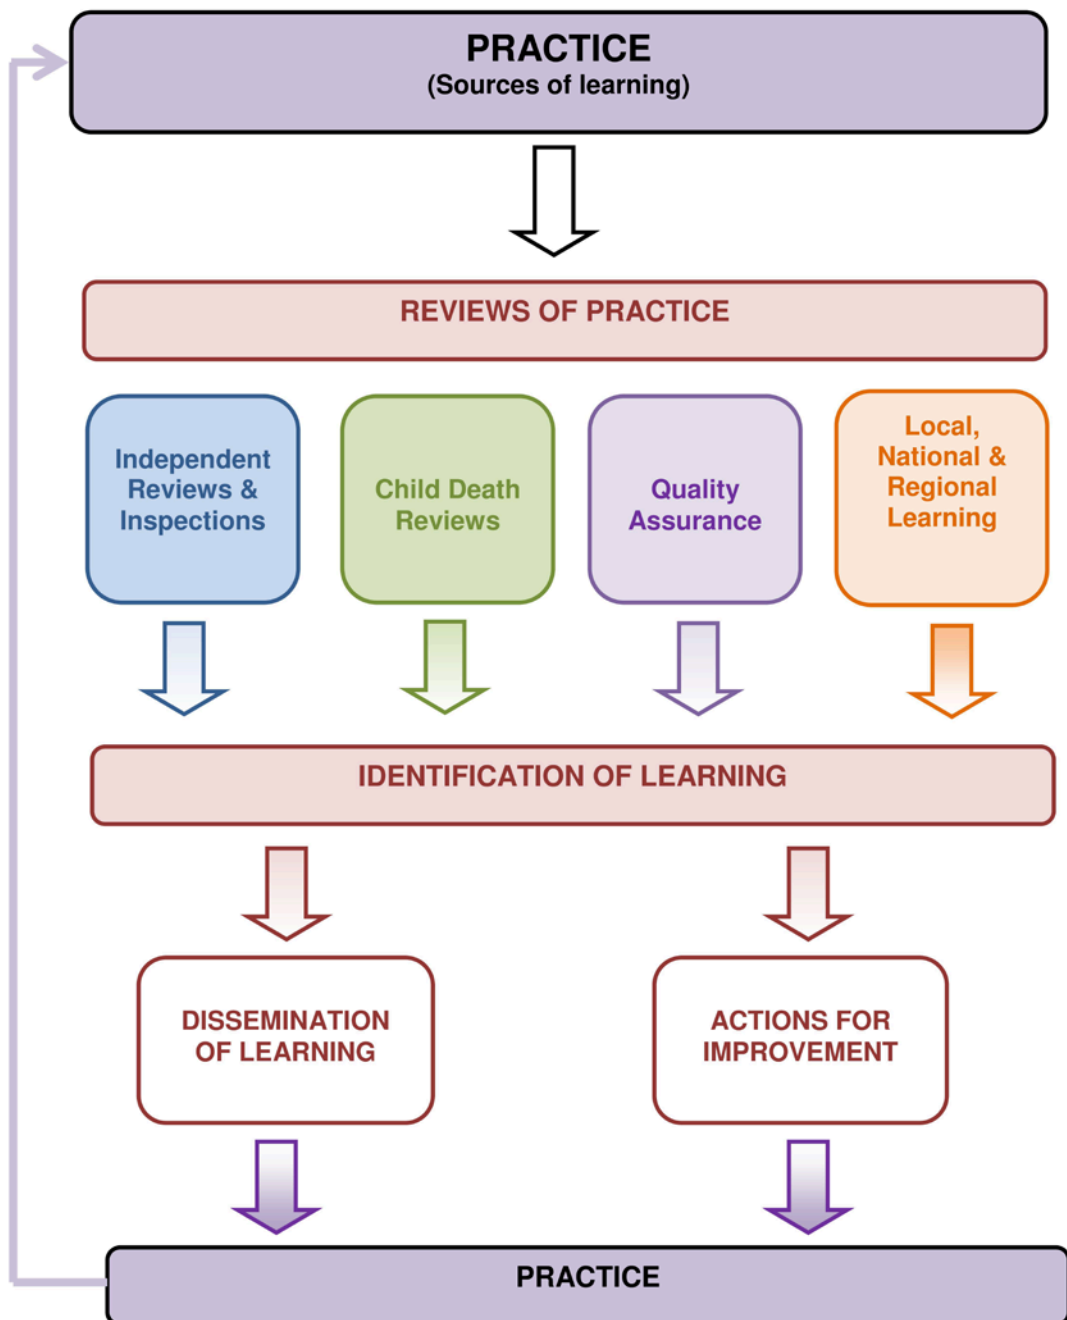 PRACTICE
(Sources of learning)
REVIEWS OF PRACTICE
Independent
Reviews &
Inspections
Child Death
Reviews
Quality
Assurance
Local,
National &
Regional
Learning
IDENTIFICATION OF LEARNING
DISSEMINATION
OF LEARNING
ACTIONS FOR
IMPROVEMENT
PRACTICE